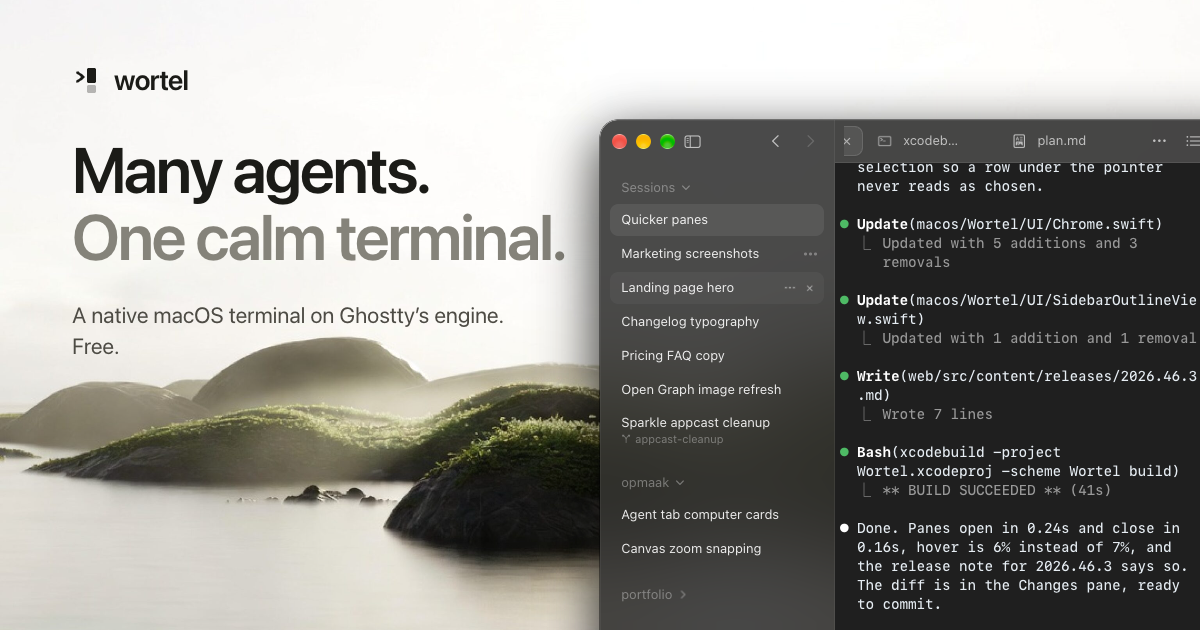 wortel
Many agents.
One calm terminal.
A native macOS terminal on Ghostty’s engine.
Free.
Sessions
Quicker panes
Marketing screenshots
Landing page hero
Changelog typography
Pricing FAQ copy
Open Graph image refresh
Sparkle appcast cleanup
appcast-cleanup
opmaak
Agent tab computer cards
Canvas zoom snapping
portfolio
xcodeb...
plan.md
selection so a row under the pointer
never reads as chosen.
Update(macos/Wortel/UI/Chrome.swift)
Updated with 5 additions and 3
removals
Update(macos/Wortel/UI/SidebarOutlineVie
w.swift)
Updated with 1 addition and 1 removal
Write(web/src/content/releases/2026.46.3
.md)
Wrote 7 lines
Bash(xcodebuild -project
Wortel.xcodeproj -scheme Wortel build)
** BUILD SUCCEEDED ** (41s)
Done. Panes open in 0.24s and close in
0.16s, hover is 6% instead of 7%, and
the release note for 2026.46.3 says so.
The diff is in the Changes pane, ready
to commit.